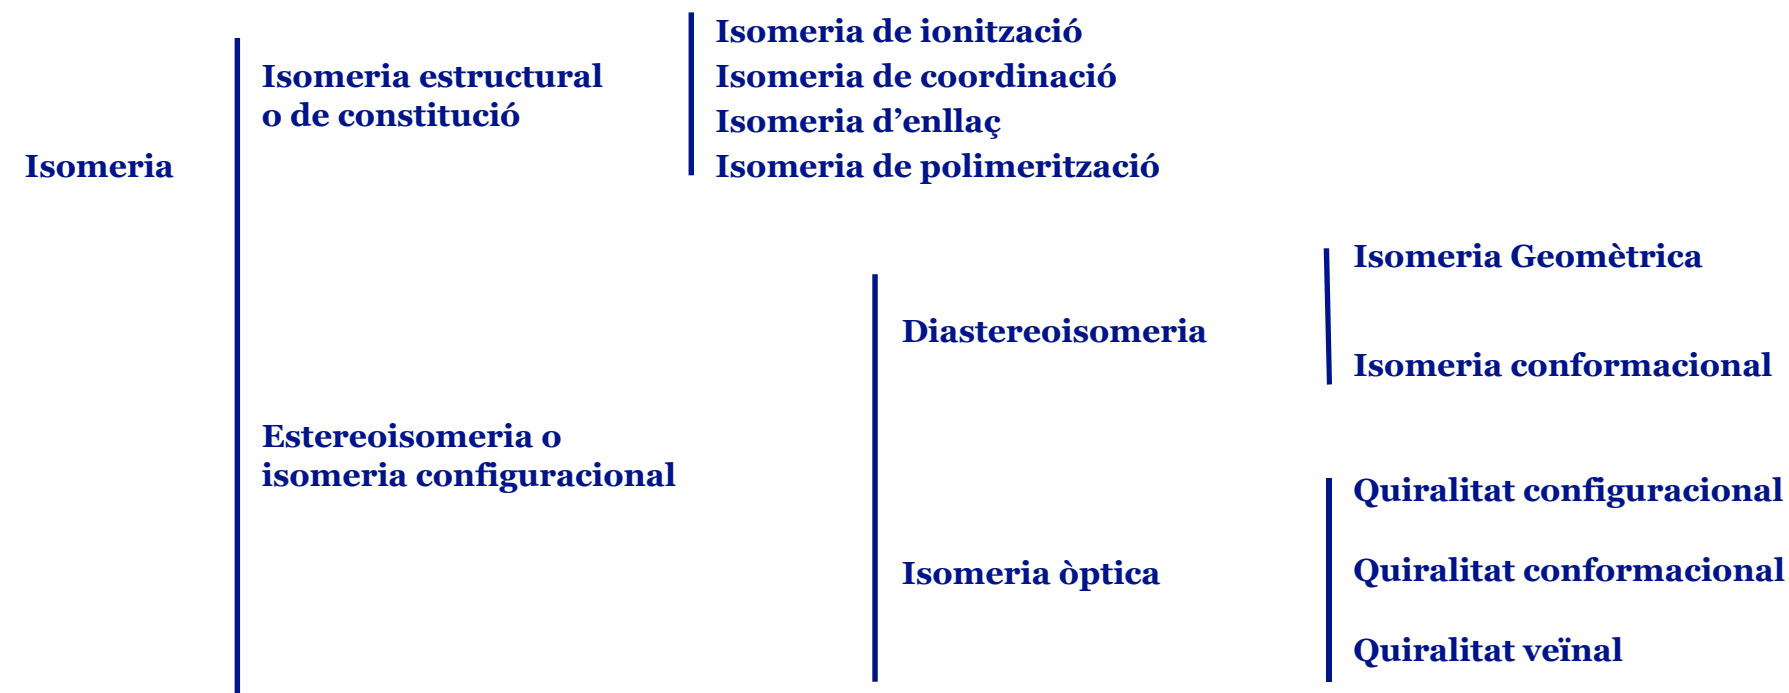 Isomeria
Isomeria estructural
o de constitució
Isomeria de ionització
Isomeria de coordinació
Isomeria d’enllaç
Isomeria de polimerització
Estereoisomeria o
isomeria configuracional
Diastereoisomeria
Isomeria Geomètrica
Isomeria conformacional
Isomeria òptica
Quiralitat configuracional
Quiralitat conformacional
Quiralitat veïnal